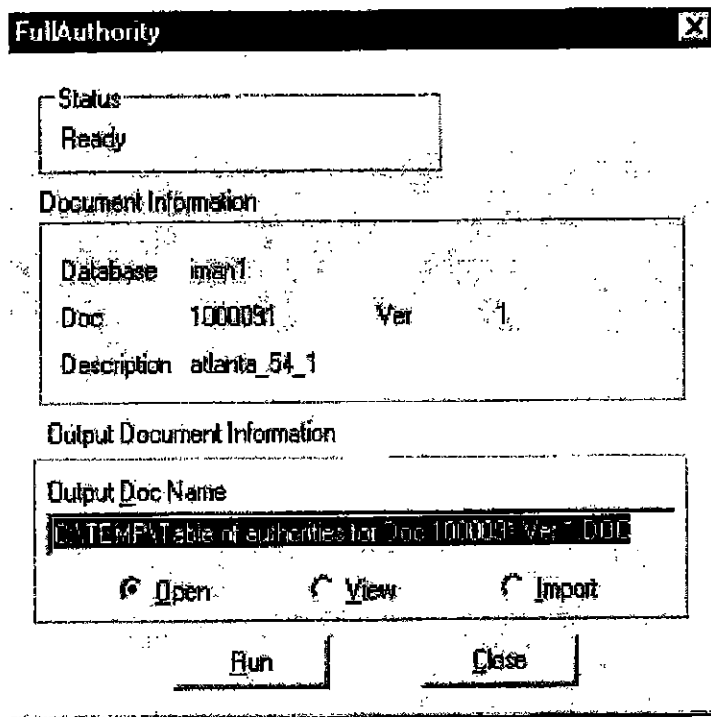 FullAuthority
Status
Ready
Document Information
Database iman1
Doc 1000091 Ver 1
Description atlanta_54_1
Output Document Information
Output Doc Name
C:\TEMP\Table of authorities for Doc 1000091 Ver 1.DOC
Open View Import
Run Close